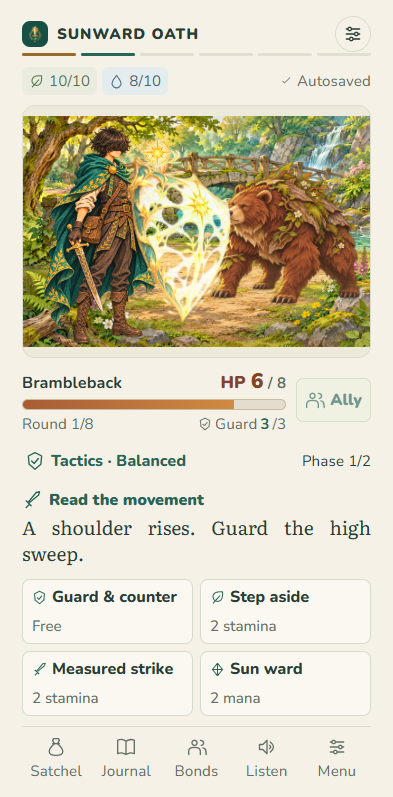 SUNWARD OATH
10/10 8/10 Autosaved
Brambleback HP 6 / 8
Ally
Round 1/8 Guard 3/3
Tactics · Balanced Phase 1/2
Read the movement
A shoulder rises. Guard the high
sweep.
Guard & counter Step aside
Free 2 stamina
Measured strike Sun ward
2 stamina 2 mana
Satchel Journal Bonds Listen Menu